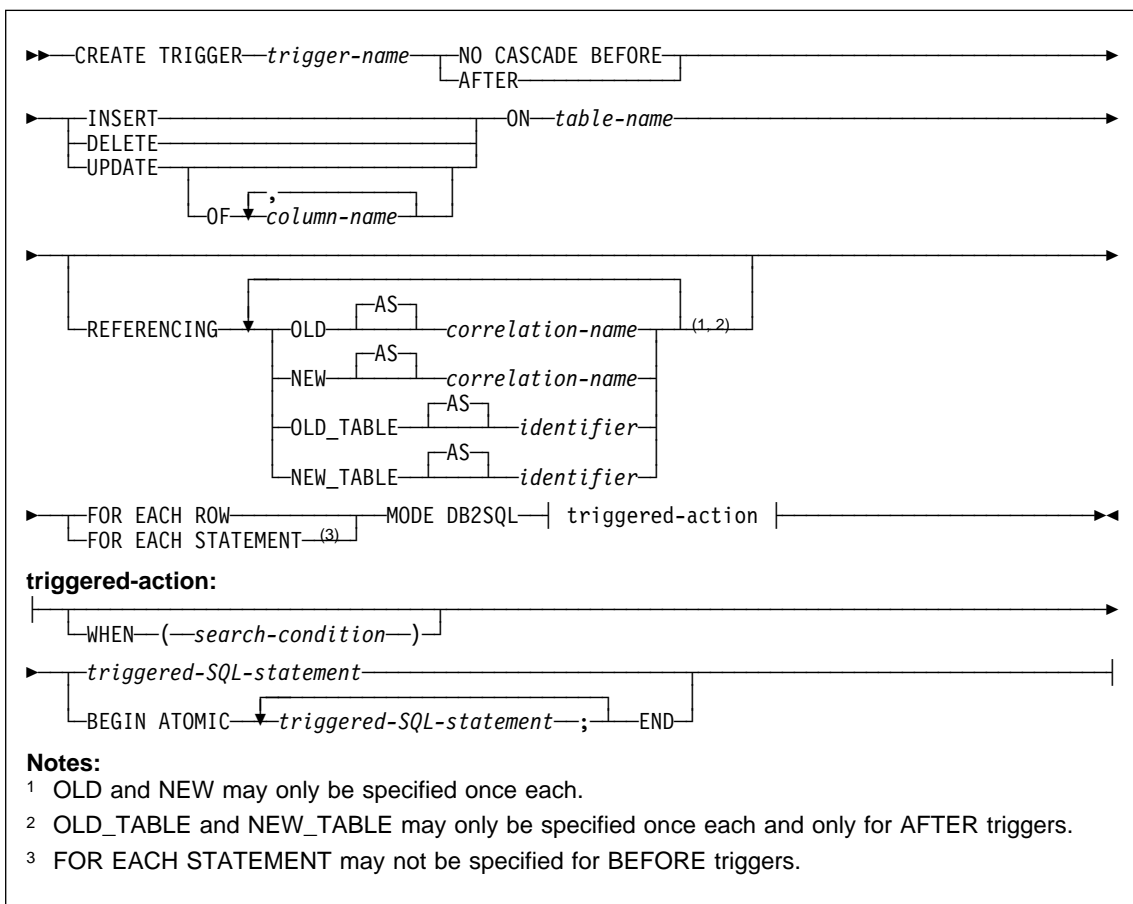 CREATE TRIGGER trigger-name NO CASCADE BEFORE
AFTER
INSERT ON table-name
DELETE
UPDATE
,
OF column-name
AS
REFERENCING OLD correlation-name (1, 2)
AS
NEW correlation-name
AS
OLD_TABLE identifier
AS
NEW_TABLE identifier
FOR EACH ROW MODE DB2SQL triggered-action
FOR EACH STATEMENT (3)
triggered-action:
WHEN ( search-condition )
triggered-SQL-statement
BEGIN ATOMIC triggered-SQL-statement ; END
Notes:
1 OLD and NEW may only be specified once each.
2 OLD_TABLE and NEW_TABLE may only be specified once each and only for AFTER triggers.
3 FOR EACH STATEMENT may not be specified for BEFORE triggers.